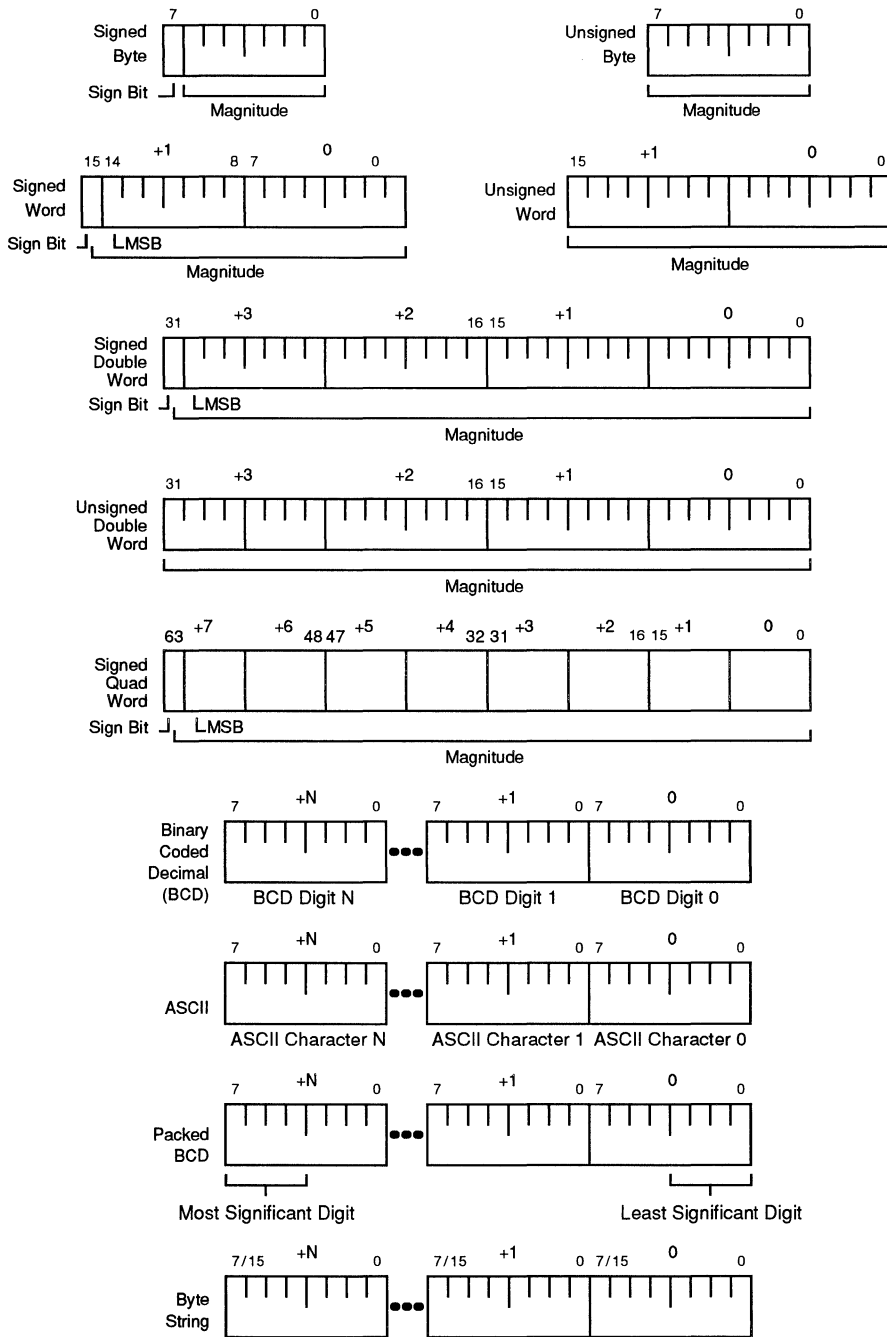 7 0
Signed
Byte
Sign Bit
Magnitude
7 0
Unsigned
Byte
Magnitude
15 14 +1 8 7 0 0
Signed
Word
Sign Bit MSB
Magnitude
15 +1 0 0
Unsigned
Word
Magnitude
31 +3 +2 16 15 +1 0 0
Signed
Double
Word
Sign Bit MSB
Magnitude
31 +3 +2 16 15 +1 0 0
Unsigned
Double
Word
Magnitude
63 +7 +6 48 47 +5 +4 32 31 +3 +2 16 15 +1 0 0
Signed
Quad
Word
Sign Bit MSB
Magnitude
7 +N 0 7 +1 0 7 0 0
Binary
Coded
Decimal
(BCD)
BCD Digit N BCD Digit 1 BCD Digit 0
7 +N 0 7 +1 0 7 0 0
ASCII
ASCII Character N ASCII Character 1 ASCII Character 0
7 +N 0 7 +1 0 7 0 0
Packed
BCD
Most Significant Digit Least Significant Digit
7/15 +N 0 7/15 +1 0 7/15 0 0
Byte
String